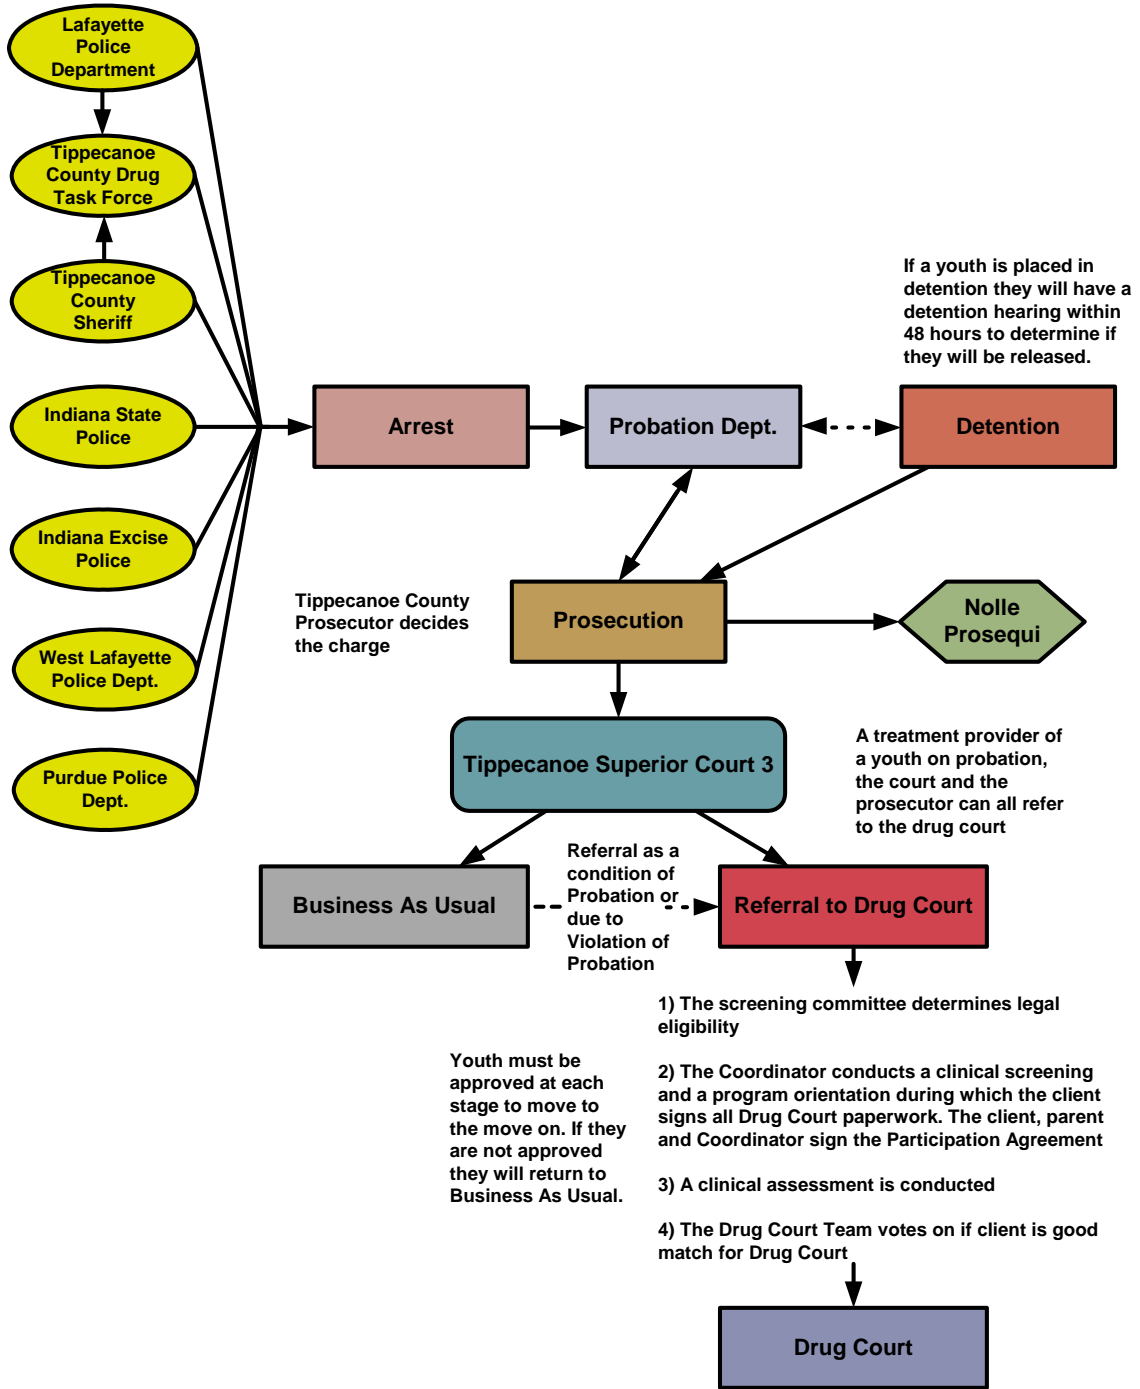 Lafayette
Police
Department
Tippecanoe
County Drug
Task Force
Tippecanoe
County
Sheriff
If a youth is placed in
detention they will have a
detention hearing within
48 hours to determine if
they will be released.
Indiana State
Police
Arrest
Probation Dept.
Detention
Indiana Excise
Police
Tippecanoe County
Prosecutor decides
the charge
Prosecution
Nolle
Prosequi
West Lafayette
Police Dept.
Purdue Police
Dept.
Tippecanoe Superior Court 3
A treatment provider of
a youth on probation,
the court and the
prosecutor can all refer
to the drug court
Business As Usual
Referral as a
condition of
Probation or
due to
Violation of
Probation
Referral to Drug Court
1) The screening committee determines legal
eligibility
Youth must be
approved at each
stage to move to
the move on. If they
are not approved
they will return to
Business As Usual.
2) The Coordinator conducts a clinical screening
and a program orientation during which the client
signs all Drug Court paperwork. The client, parent
and Coordinator sign the Participation Agreement
3) A clinical assessment is conducted
4) The Drug Court Team votes on if client is good
match for Drug Court
Drug Court